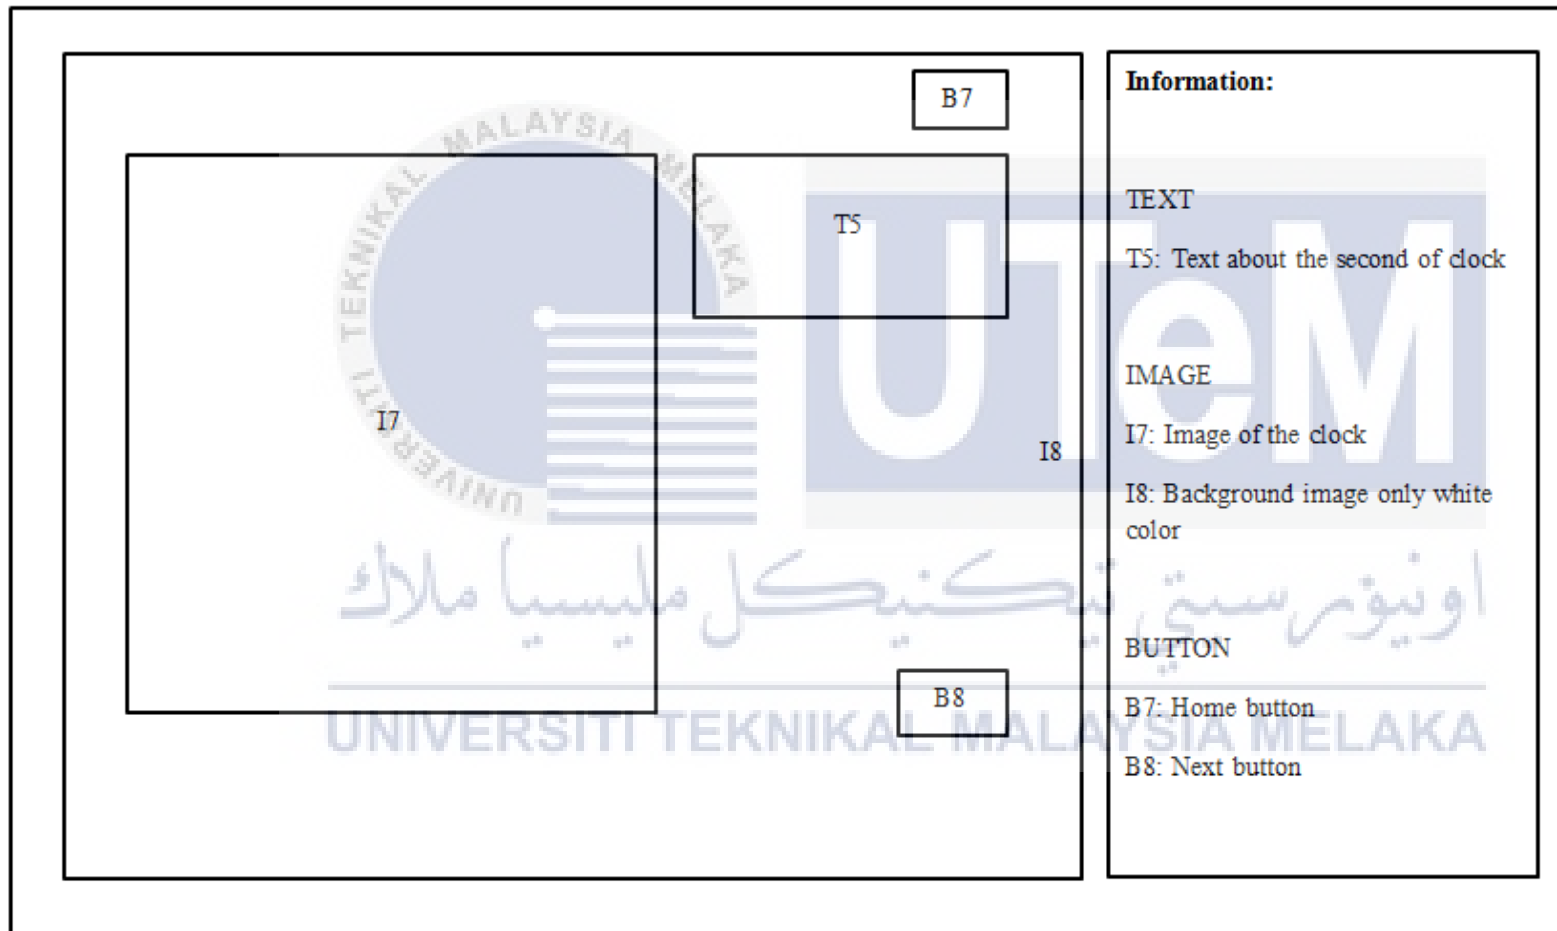 B7
T5
I7
I8
B8
Information:
TEXT
T5: Text about the second of clock
IMAGE
I7: Image of the clock
I8: Background image only white
color
BUTTON
B7: Home button
B8: Next button
UNIVERSITI TEKNIKAL MALAYSIA MELAKA
UTeM
اونيۏرسيتي تيكنيكل مليسيا ملاك
UNIVERSITI TEKNIKAL MALAYSIA MELAKA